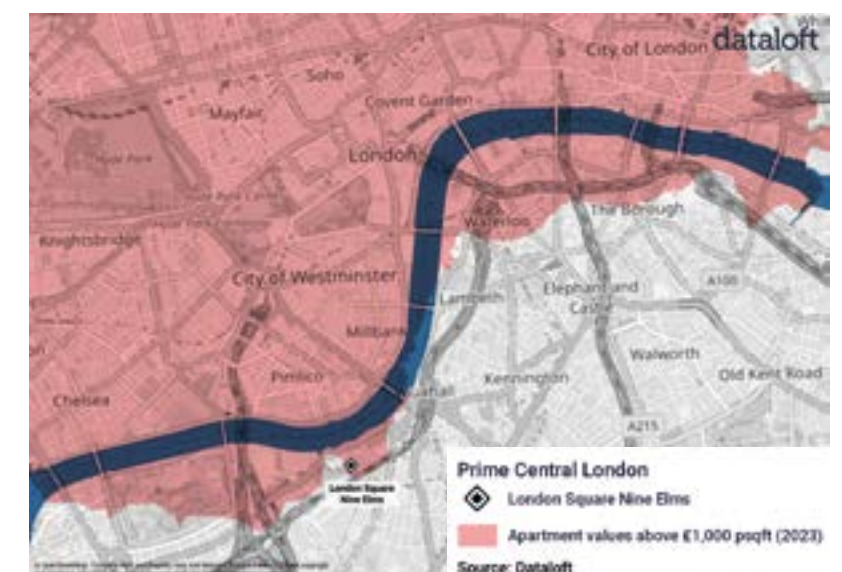 dataloft
City of London
Soho
Covent Garden
Mayfair
London
Hyde Park
The Borough
Waterloo
Knightsbridge
City of Westminster
A100
Lambeth
Elephant and
Castle
Millbank
Walworth
Pimlico
Kennington
Old Kent Road
Chelsea
A215
London Square
Nine Elms
Prime Central London
London Square Nine Elms
Apartment values above £1,000 psqft (2023)
Source: Dataloft